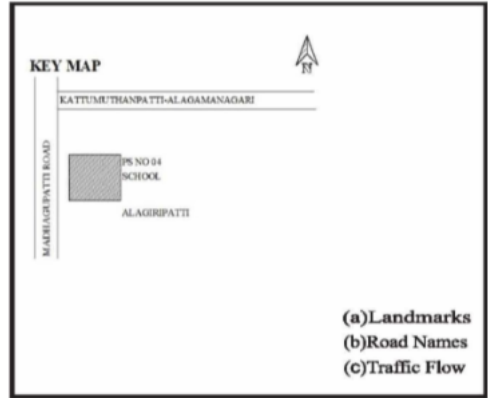 N
KEY MAP
KATTUMUTHANPATTI-ALAGAMANAGARI
MADHAGUPATTI ROAD
PS NO 04
SCHOOL
ALAGIRIPATTI
(a)Landmarks
(b)Road Names
(c)Traffic Flow